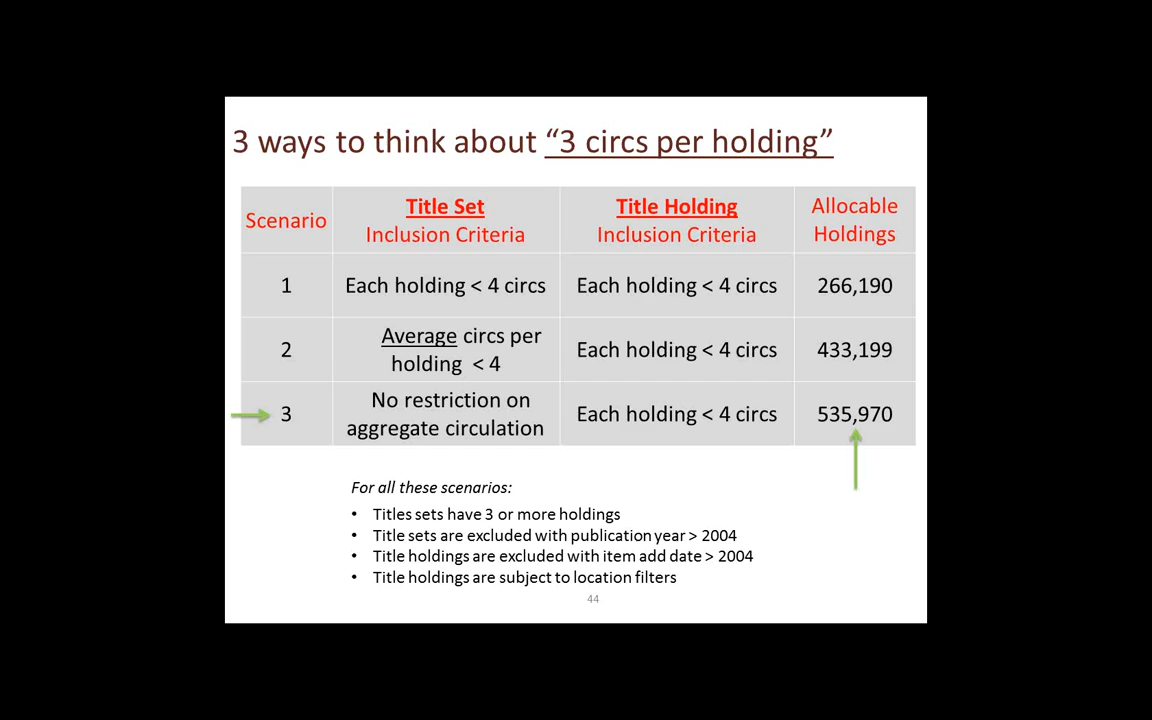 3 ways to think about “3 circs per holding”
Scenario
Title Set
Inclusion Criteria
Title Holding
Inclusion Criteria
Allocable
Holdings
1
Each holding < 4 circs
Each holding < 4 circs
266,190
2
Average circs per
holding < 4
Each holding < 4 circs
433,199
3
No restriction on
aggregate circulation
Each holding < 4 circs
535,970
For all these scenarios:
• Titles sets have 3 or more holdings
• Title sets are excluded with publication year > 2004
• Title holdings are excluded with item add date > 2004
• Title holdings are subject to location filters
44